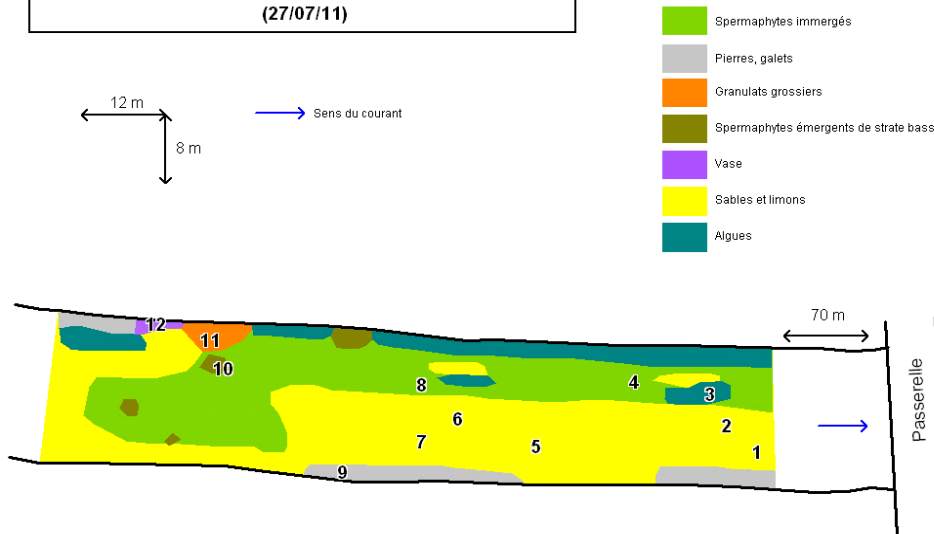 (27/07/11)
Spermaphytes immergés
Pierres, galets
Granulats grossiers
Spermaphytes émergents de strate bass
Vase
Sables et limons
Algues
12 m
8 m
Sens du courant
70 m
Passerelle
12
11
10
9
8
7
6
5
4
3
2
1